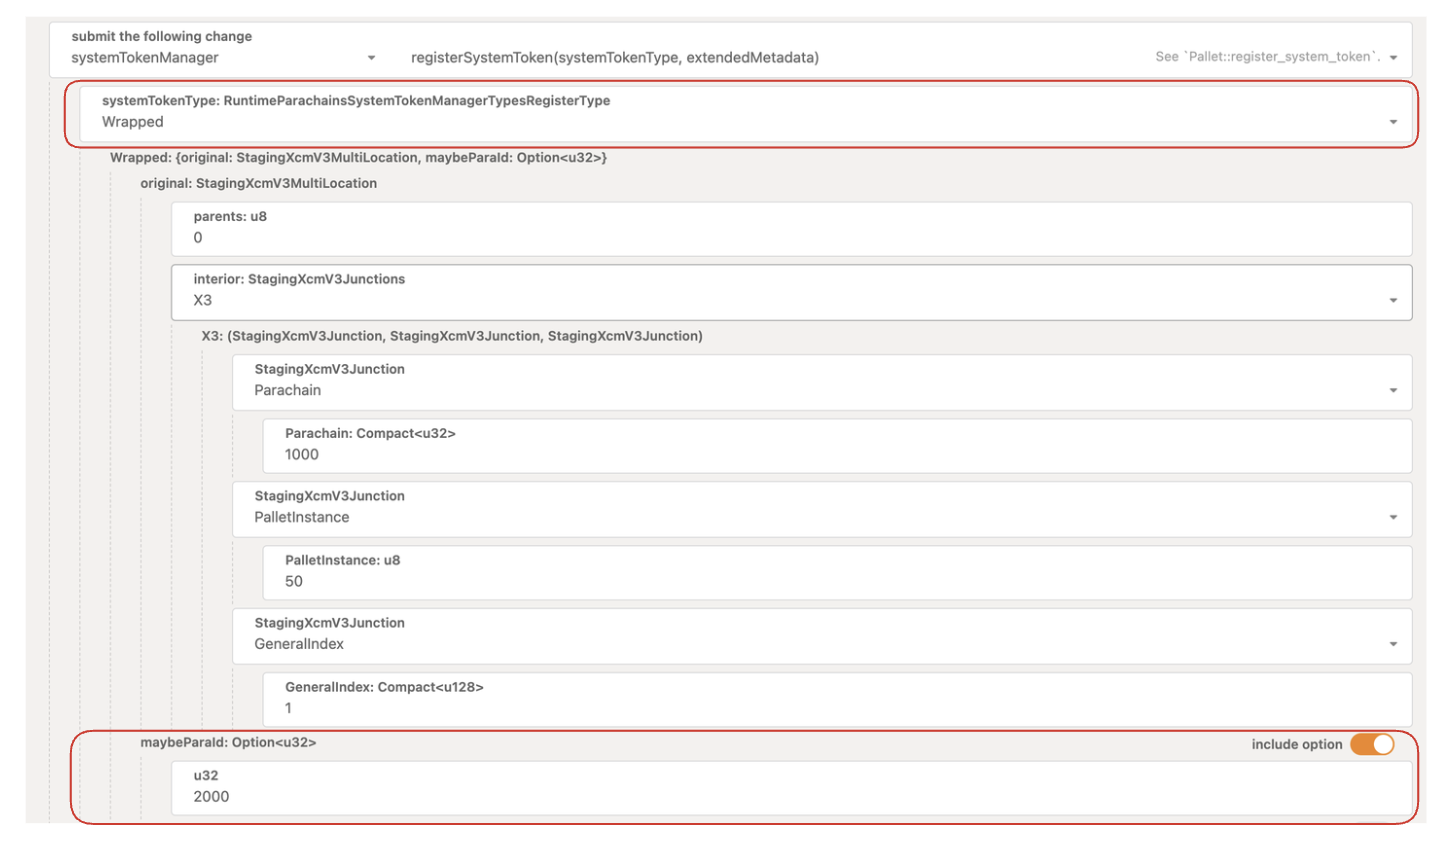 submit the following change
systemTokenManager registerSystemToken(systemTokenType, extendedMetadata) See `Pallet::register_system_token`.
systemTokenType: RuntimeParachainsSystemTokenManagerTypesRegisterType
Wrapped
Wrapped: {original: StagingXcmV3MultiLocation, maybeParaId: Option<u32>}
original: StagingXcmV3MultiLocation
parents: u8
0
interior: StagingXcmV3Junctions
X3
X3: (StagingXcmV3Junction, StagingXcmV3Junction, StagingXcmV3Junction)
StagingXcmV3Junction
Parachain
Parachain: Compact<u32>
1000
StagingXcmV3Junction
PalletInstance
PalletInstance: u8
50
StagingXcmV3Junction
GeneralIndex
GeneralIndex: Compact<u128>
1
maybeParaId: Option<u32> include option
u32
2000